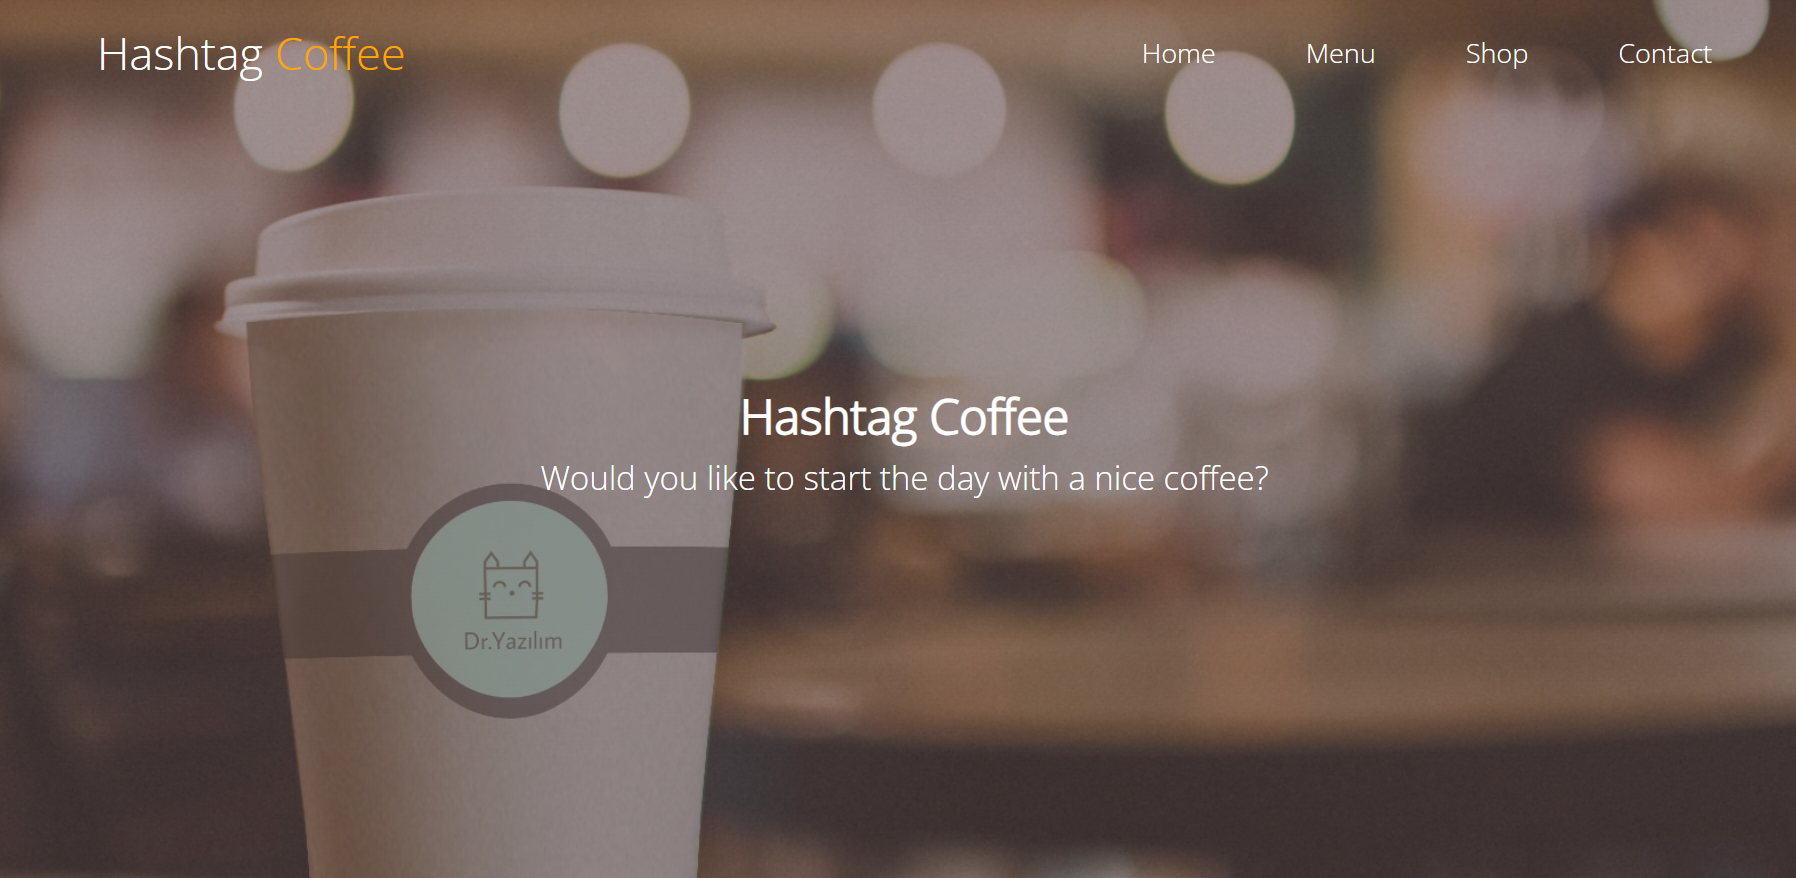 Hashtag Coffee
Home
Menu
Shop
Contact
Hashtag Coffee
Would you like to start the day with a nice coffee?
Dr.Yazılım